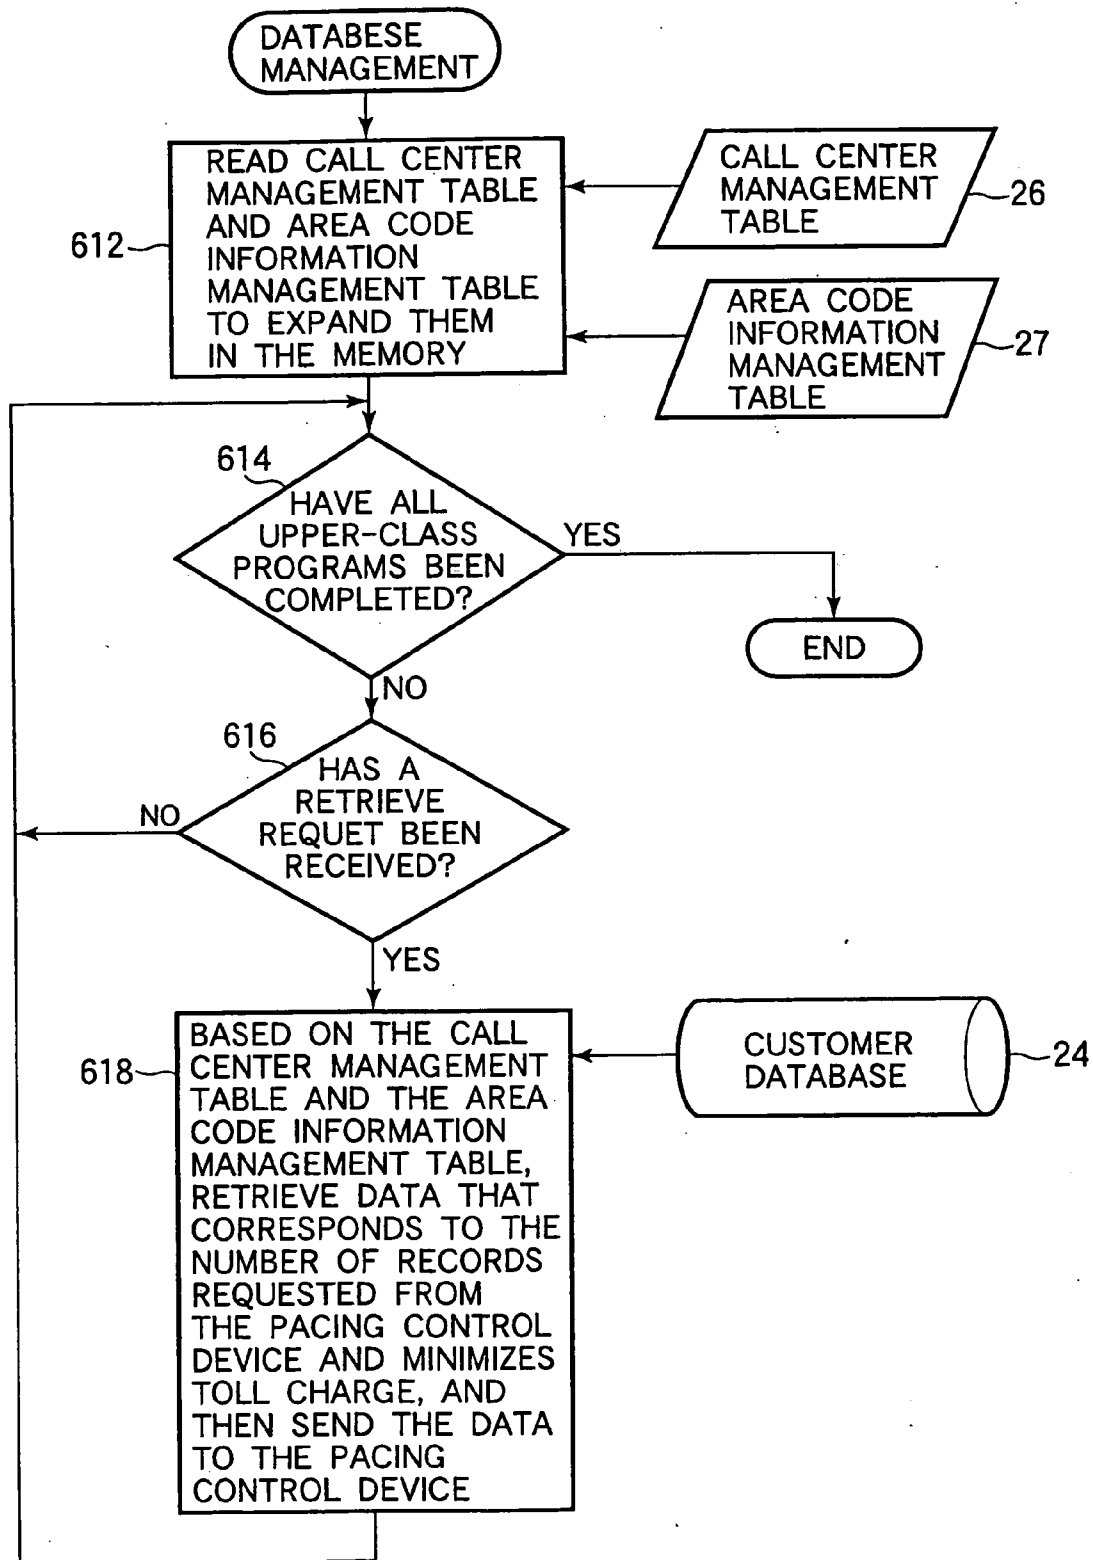 DATABESE
MANAGEMENT
READ CALL CENTER
MANAGEMENT TABLE
AND AREA CODE
INFORMATION
MANAGEMENT TABLE
TO EXPAND THEM
IN THE MEMORY
612
CALL CENTER
MANAGEMENT
TABLE
26
AREA CODE
INFORMATION
MANAGEMENT
TABLE
27
614
HAVE ALL
UPPER-CLASS
PROGRAMS BEEN
COMPLETED?
YES
END
NO
616
HAS A
RETRIEVE
REQUET BEEN
RECEIVED?
NO
YES
618
BASED ON THE CALL
CENTER MANAGEMENT
TABLE AND THE AREA
CODE INFORMATION
MANAGEMENT TABLE,
RETRIEVE DATA THAT
CORRESPONDS TO THE
NUMBER OF RECORDS
REQUESTED FROM
THE PACING CONTROL
DEVICE AND MINIMIZES
TOLL CHARGE, AND
THEN SEND THE DATA
TO THE PACING
CONTROL DEVICE
CUSTOMER
DATABASE
24